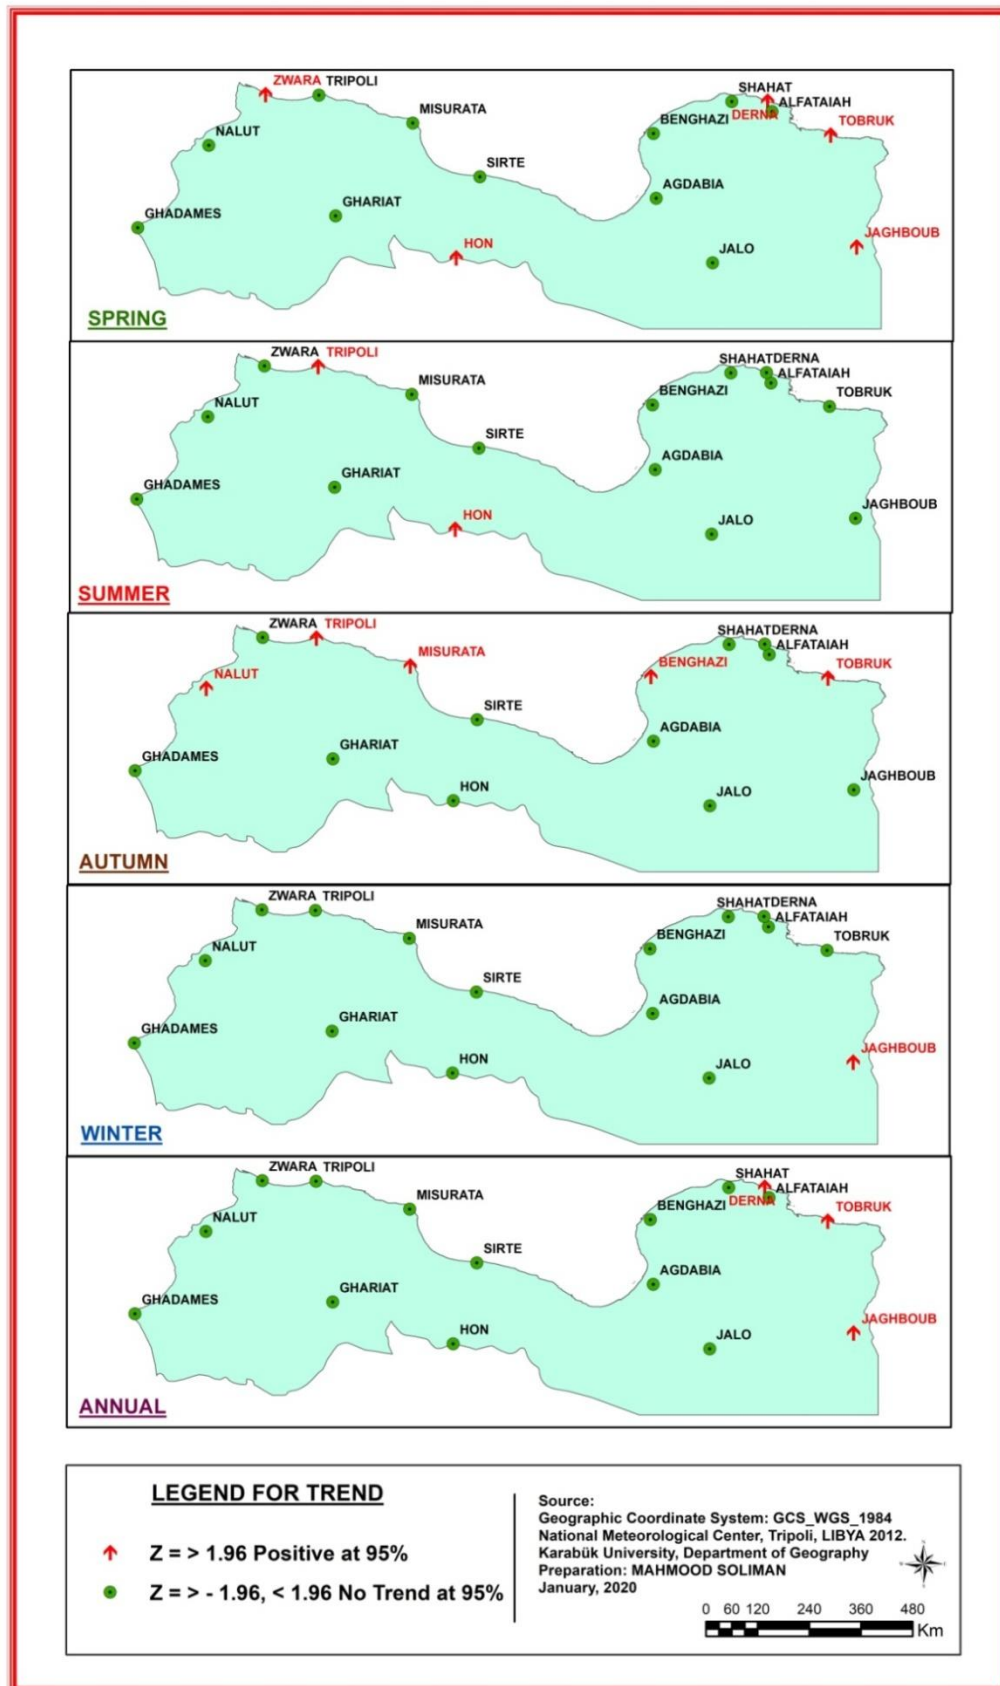 ZWARA TRIPOLI
MISURATA
NALUT
SIRTE
GHARIAT
GHADAMES
HON
SHAHAT
ALFATAIAH
DERNA
BENGHAZI
TOBRUK
AGDABIA
JAGHBOUB
JALO
SPRING
ZWARA TRIPOLI
MISURATA
NALUT
SIRTE
GHARIAT
GHADAMES
HON
SHAHAT DERNA
ALFATAIAH
BENGHAZI
TOBRUK
AGDABIA
JAGHBOUB
JALO
SUMMER
ZWARA TRIPOLI
MISURATA
NALUT
SIRTE
GHARIAT
GHADAMES
HON
SHAHAT DERNA
ALFATAIAH
BENGHAZI
TOBRUK
AGDABIA
JAGHBOUB
JALO
AUTUMN
ZWARA TRIPOLI
MISURATA
NALUT
SIRTE
GHARIAT
GHADAMES
HON
SHAHAT DERNA
ALFATAIAH
BENGHAZI
TOBRUK
AGDABIA
JAGHBOUB
JALO
WINTER
ZWARA TRIPOLI
MISURATA
NALUT
SIRTE
GHARIAT
GHADAMES
HON
SHAHAT
ALFATAIAH
DERNA
BENGHAZI
TOBRUK
AGDABIA
JAGHBOUB
JALO
ANNUAL
LEGEND FOR TREND
Z = > 1.96 Positive at 95%
Z = > - 1.96, < 1.96 No Trend at 95%
Source:
Geographic Coordinate System: GCS_WGS_1984
National Meteorological Center, Tripoli, LIBYA 2012.
Karabük University, Department of Geography
Preparation: MAHMOOD SOLIMAN
January, 2020
0 60 120 240 360 480
Km